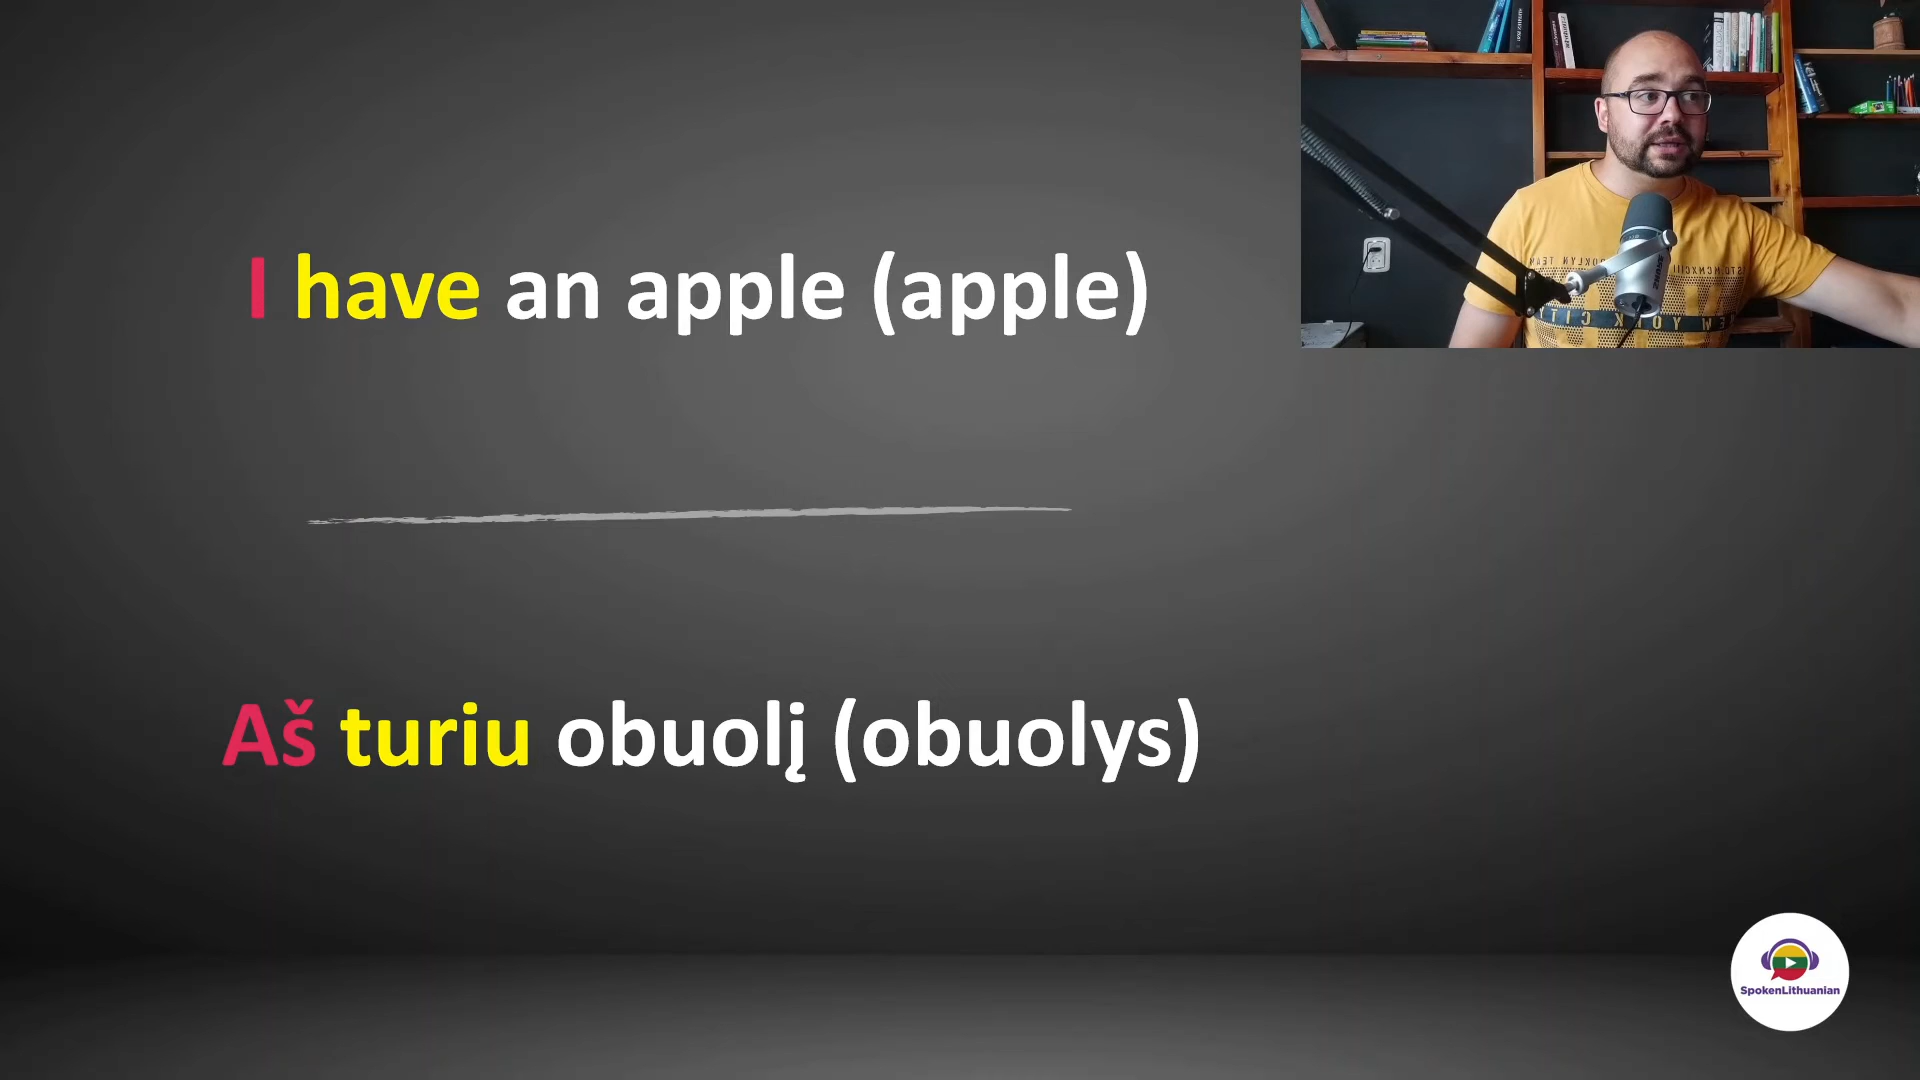 I have an apple (apple)
Aš turiu obuolį (obuolys)
SpokenLithuanian